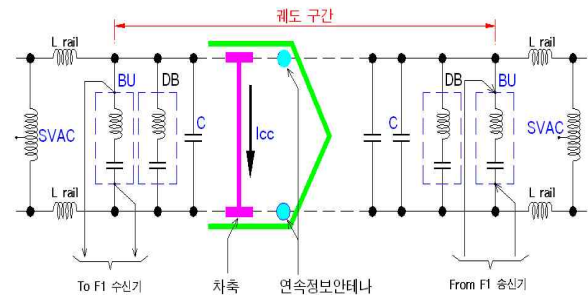 궤도 구간
L rail
L rail
BU
DB
DB
BU
C
C
SVAC
Icc
SVAC
L rail
L rail
To F1 수신기
차축
연속정보안테나
From F1 송신기